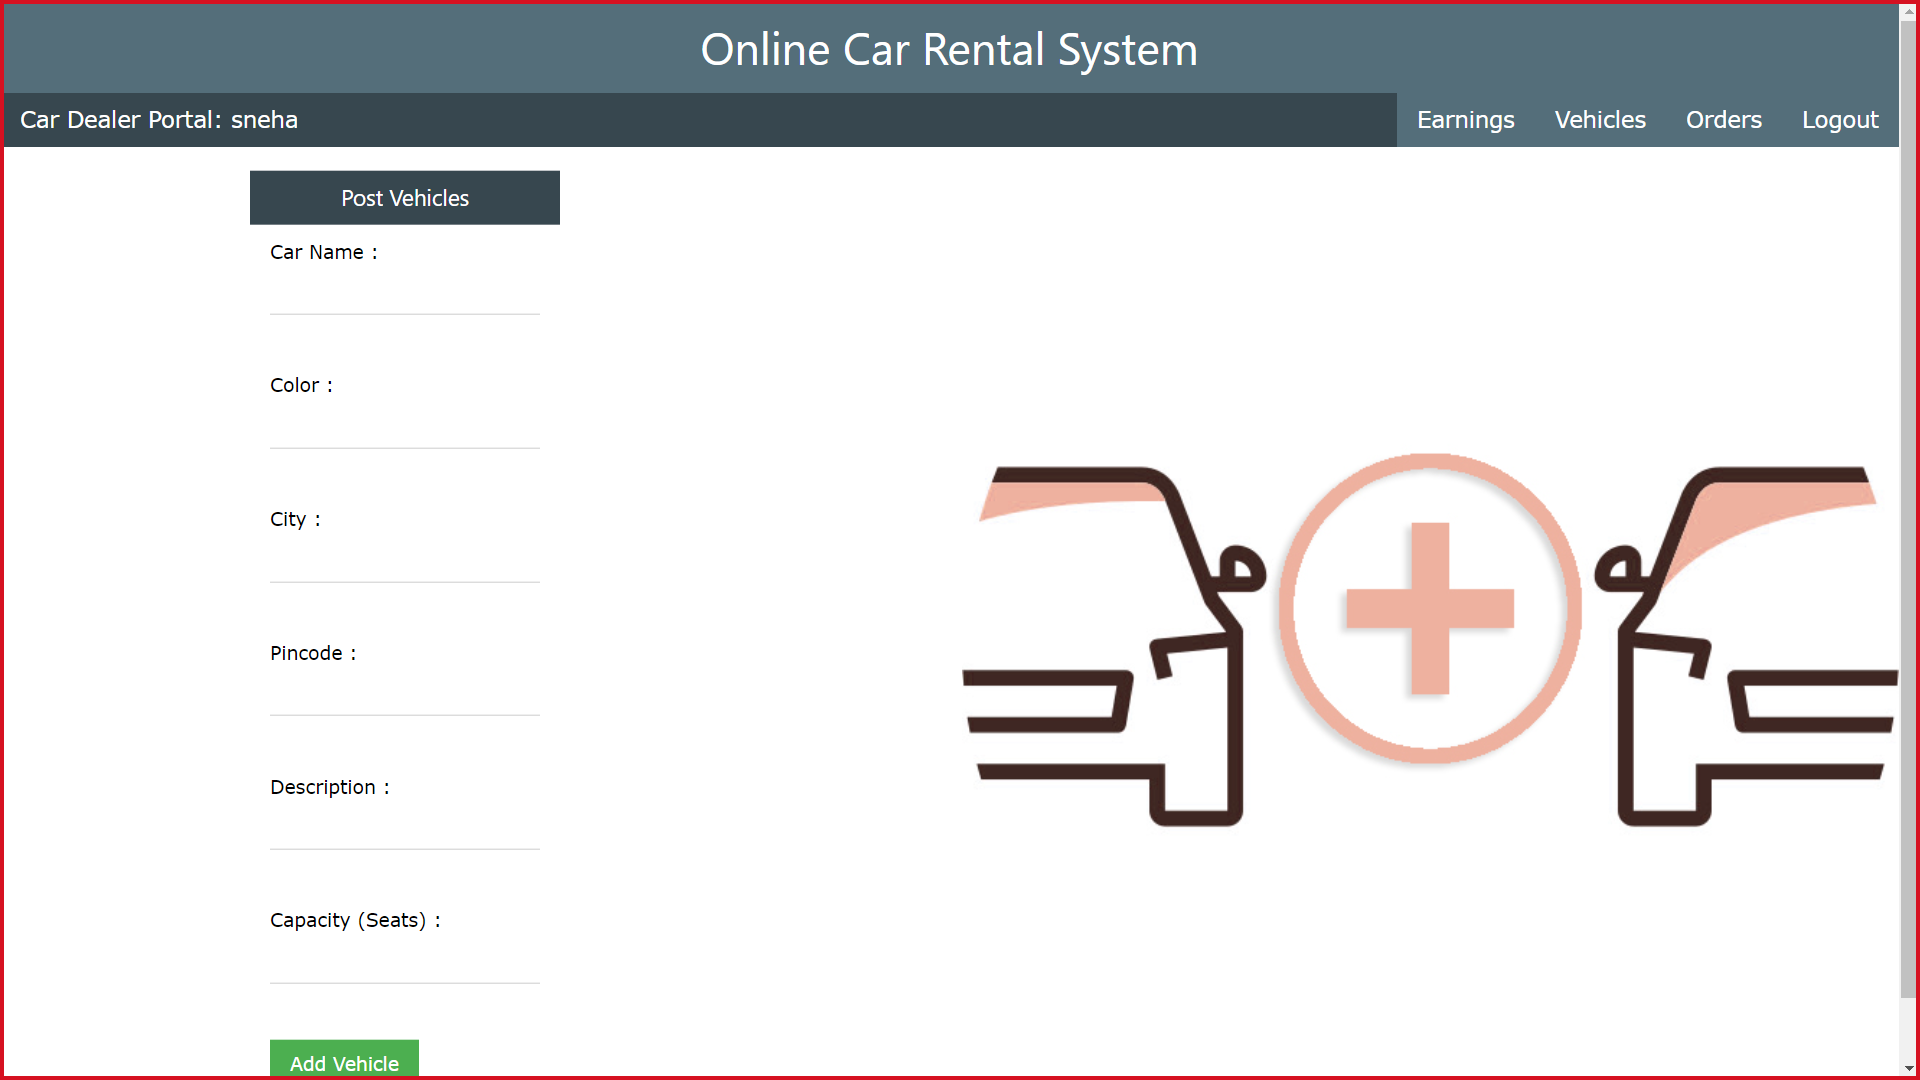 Online Car Rental System
Car Dealer Portal: sneha
Earnings Vehicles Orders Logout
Post Vehicles
Car Name :
Color :
City :
Pincode :
Description :
Capacity (Seats) :
Add Vehicle